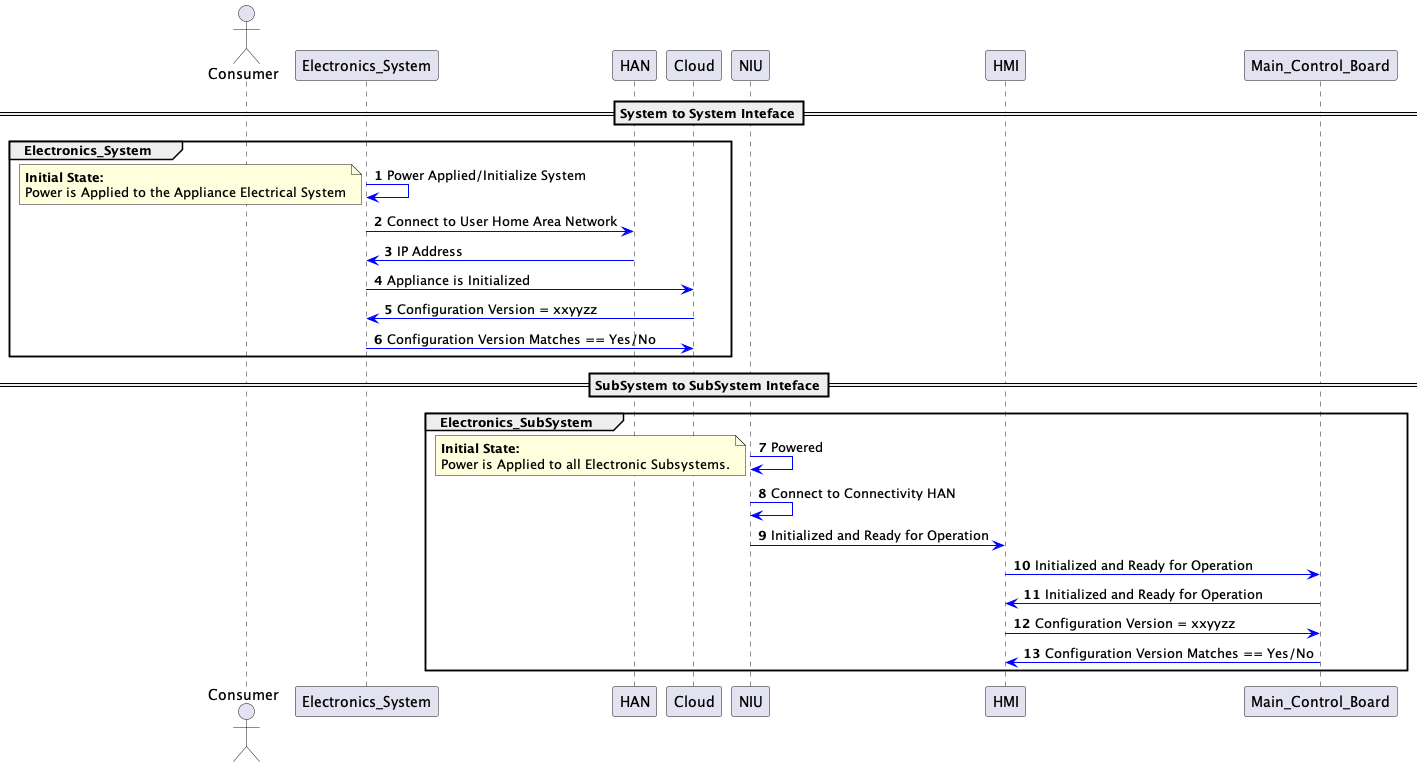 Consumer
Electronics_System
HAN
Cloud
NIU
HMI
Main_Control_Board
System to System Inteface
Electronics_System
Initial State:
Power is Applied to the Appliance Electrical System
1 Power Applied/Initialize System
2 Connect to User Home Area Network
3 IP Address
4 Appliance is Initialized
5 Configuration Version = xxyyzz
6 Configuration Version Matches == Yes/No
SubSystem to SubSystem Inteface
Electronics_SubSystem
Initial State:
Power is Applied to all Electronic Subsystems.
7 Powered
8 Connect to Connectivity HAN
9 Initialized and Ready for Operation
10 Initialized and Ready for Operation
11 Initialized and Ready for Operation
12 Configuration Version = xxyyzz
13 Configuration Version Matches == Yes/No
Consumer
Electronics_System
HAN
Cloud
NIU
HMI
Main_Control_Board